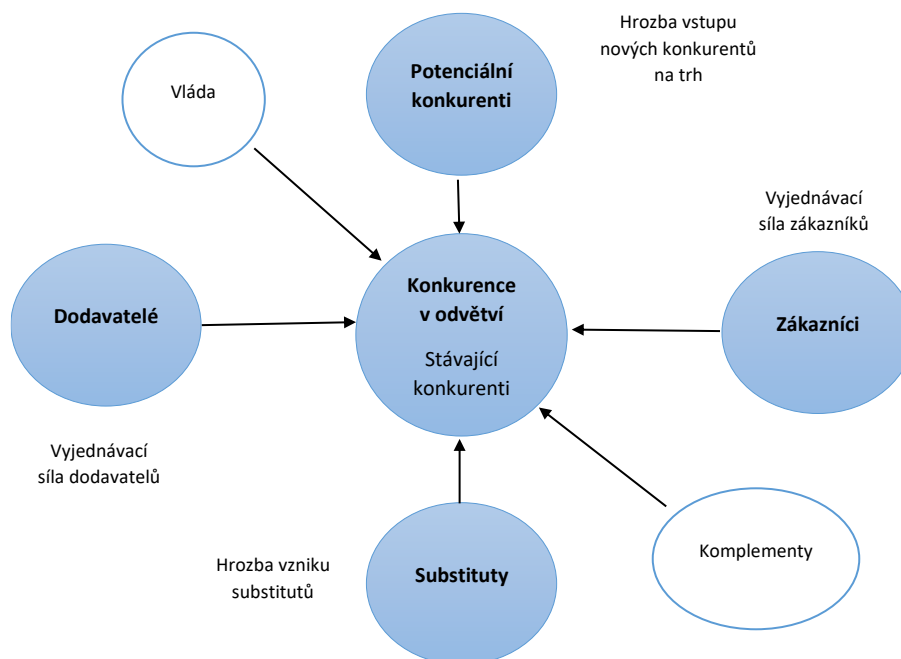 Hrozba vstupu
nových konkurentů
na trh
Potenciální
konkurenti
Vláda
Vyjednávací
síla zákazníků
Konkurence
v odvětví
Stávající
konkurenti
Dodavatelé
Zákazníci
Vyjednávací
síla dodavatelů
Komplementy
Hrozba vzniku
substitutů
Substituty